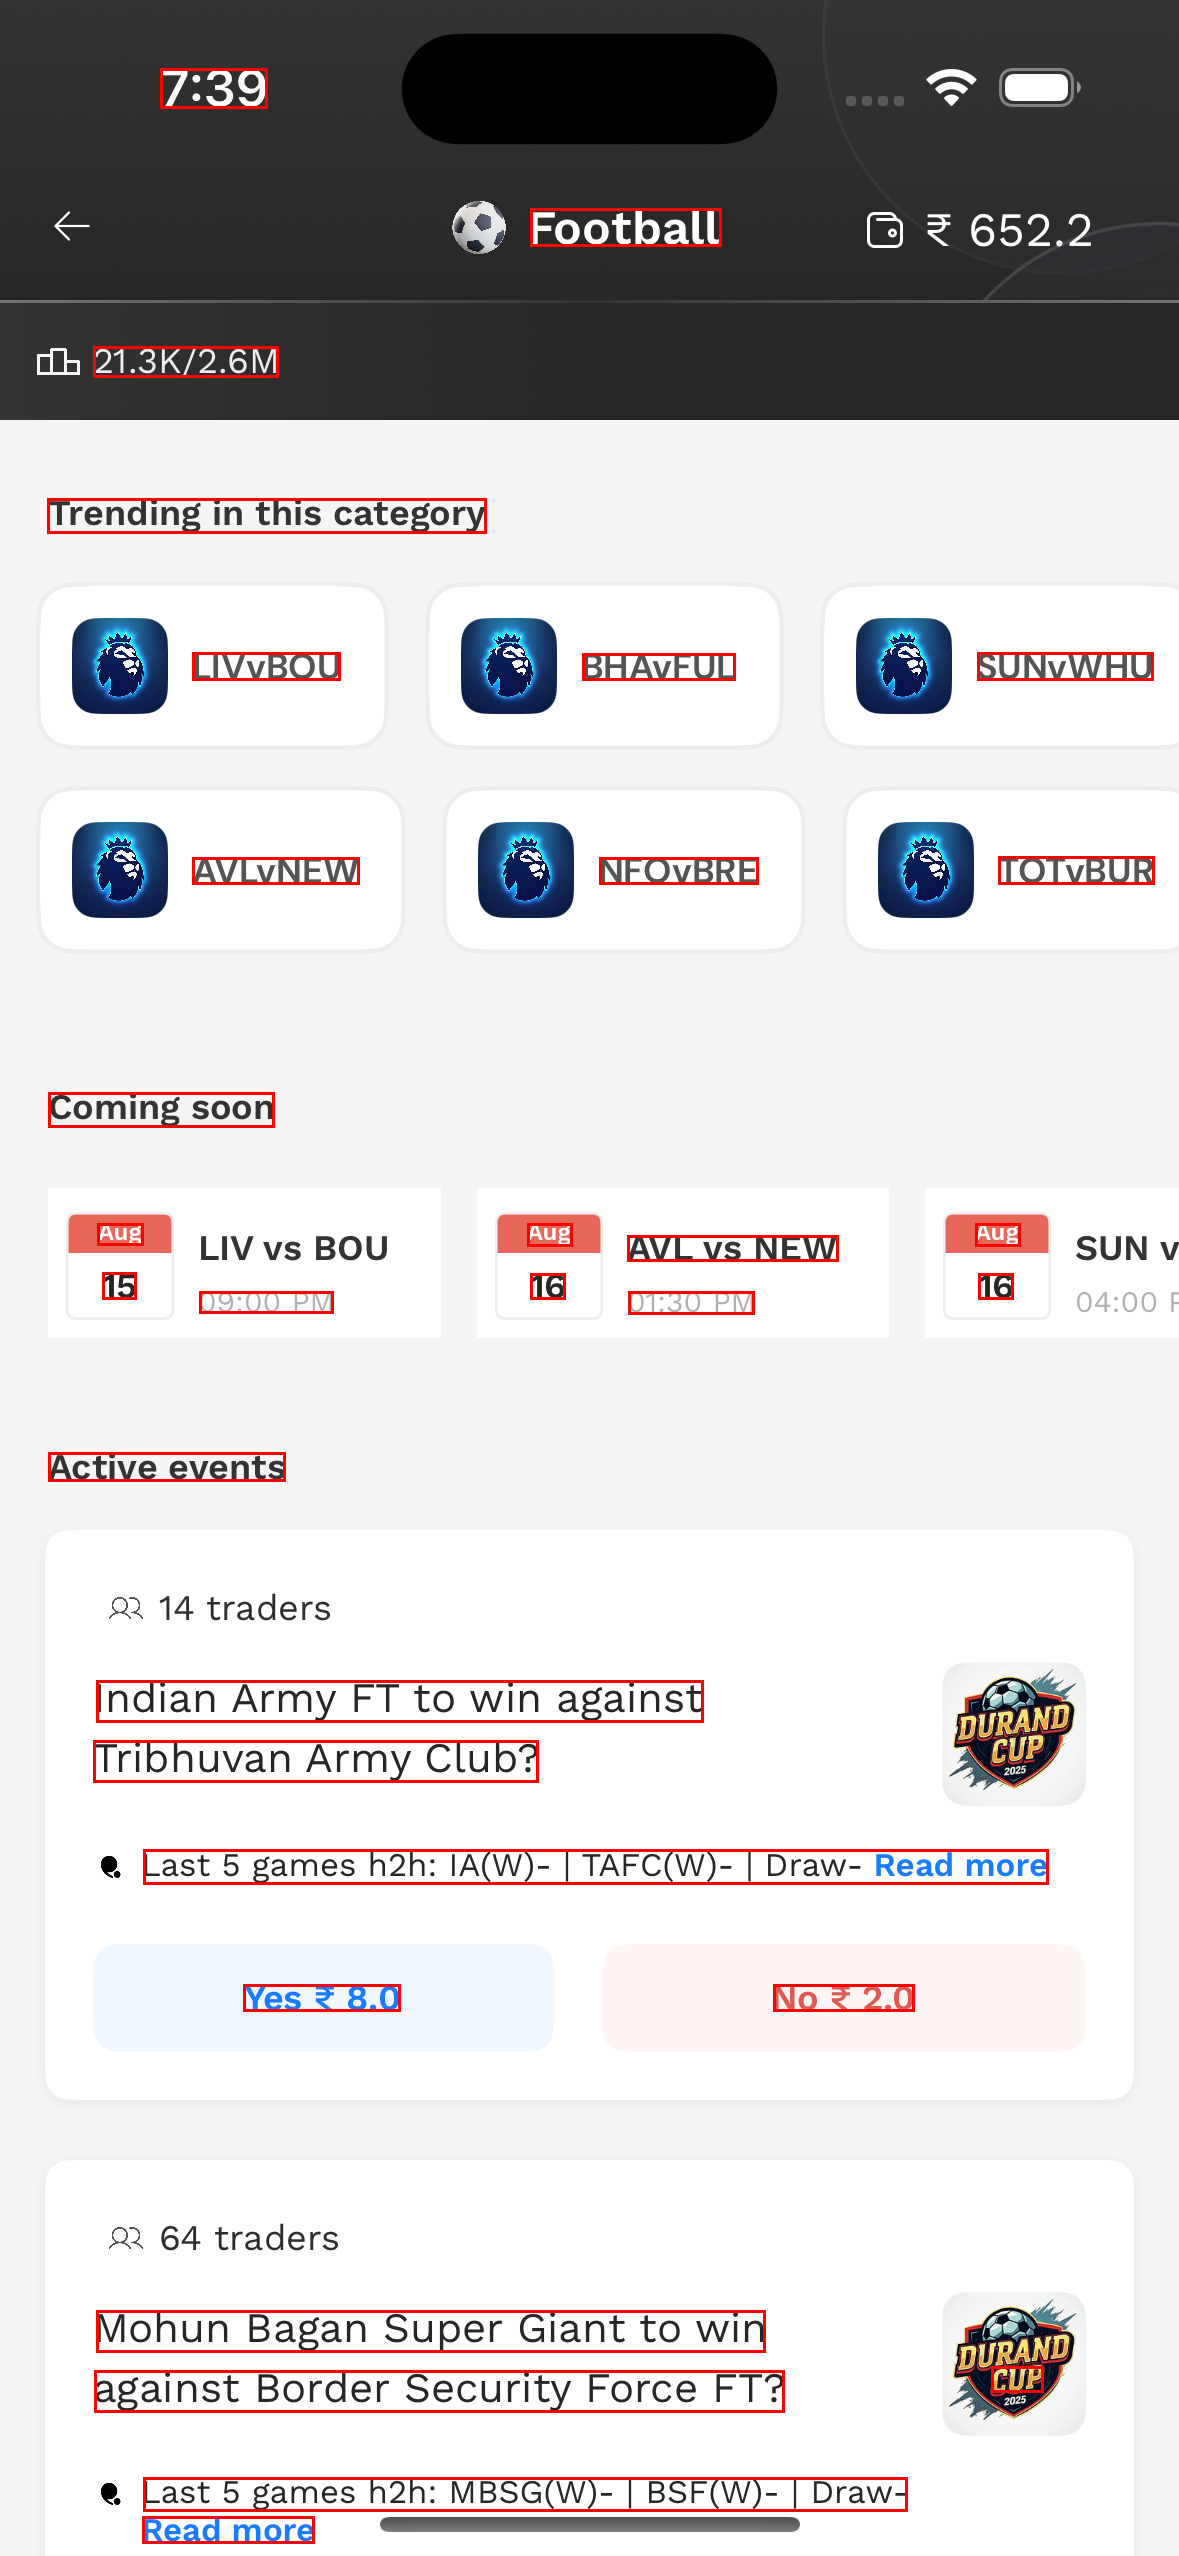 7:39
Football
₹ 652.2
21.3K/2.6M
Trending in this category
LIVvBOU
BHAvFUL
SUNvWHU
AVLvNEW
NFOvBRE
TOTvBUR
Coming soon
Aug
15
LIV vs BOU
09:00 PM
Aug
16
AVL vs NEW
01:30 PM
Aug
16
SUN v
04:00 P
Active events
14 traders
Indian Army FT to win against
Tribhuvan Army Club?
DURAND
CUP
2025
Last 5 games h2h: IA(W)- | TAFC(W)- | Draw- Read more
Yes ₹ 8.0
No ₹ 2.0
64 traders
Mohun Bagan Super Giant to win
against Border Security Force FT?
DURAND
CUP
2025
Last 5 games h2h: MBSG(W)- | BSF(W)- | Draw-
Read more